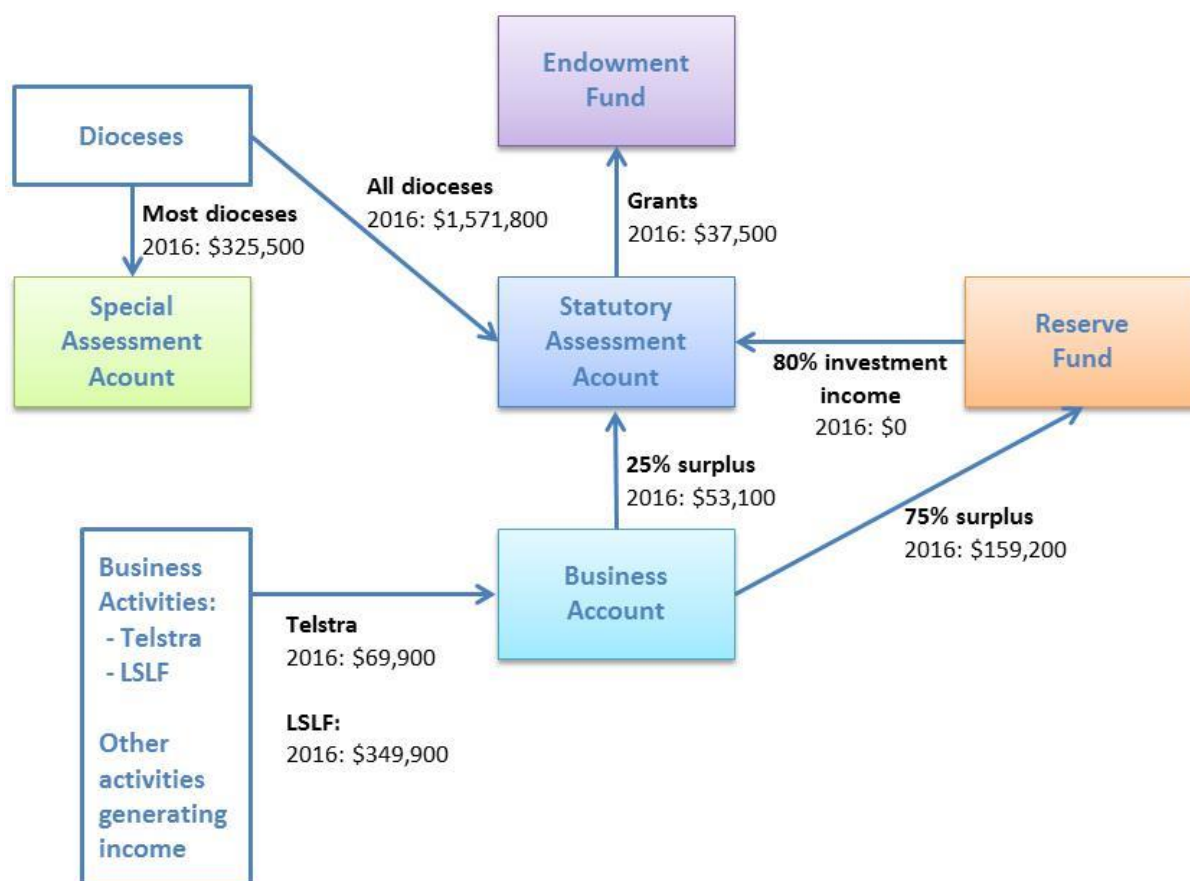 Endowment
Fund
Dioceses
All dioceses
2016: $1,571,800
Most dioceses
2016: $325,500
Grants
2016: $37,500
Special
Assessment
Acount
Statutory
Assessment
Acount
Reserve
Fund
80% investment
income
2016: $0
25% surplus
2016: $53,100
75% surplus
2016: $159,200
Business
Activities:
- Telstra
- LSLF
Other
activities
generating
income
Telstra
2016: $69,900
LSLF:
2016: $349,900
Business
Account